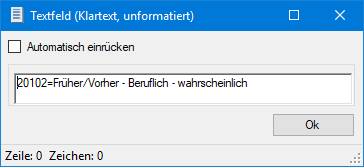 Textfeld (Klartext, unformatiert)
Automatisch einrücken
20102=Früher/Vorher - Beruflich - wahrscheinlich
Ok
Zeile: 0 Zeichen: 0